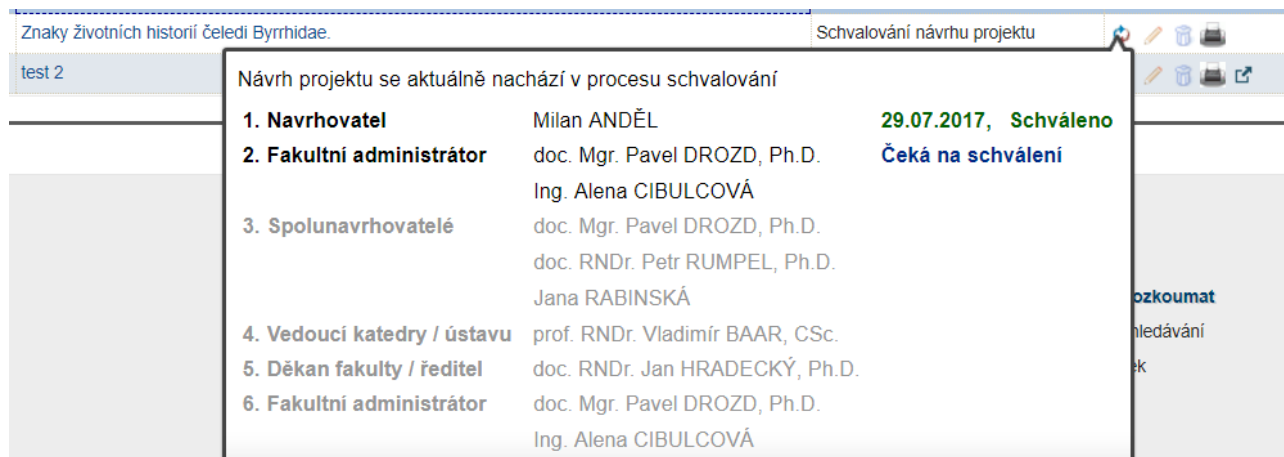 Znaky životních historií čeledi Byrrhidae. Schvalování návrhu projektu
test 2
Návrh projektu se aktuálně nachází v procesu schvalování
1. Navrhovatel Milan ANDĚL 29.07.2017, Schváleno
2. Fakultní administrátor doc. Mgr. Pavel DROZD, Ph.D. Čeká na schválení
Ing. Alena CIBULCOVÁ
3. Spolunavrhovatelé doc. Mgr. Pavel DROZD, Ph.D.
doc. RNDr. Petr RUMPEL, Ph.D.
Jana RABINSKÁ
4. Vedoucí katedry / ústavu prof. RNDr. Vladimír BAAR, CSc.
5. Děkan fakulty / ředitel doc. RNDr. Jan HRADECKÝ, Ph.D.
6. Fakultní administrátor doc. Mgr. Pavel DROZD, Ph.D.
Ing. Alena CIBULCOVÁ
ozkoumat
hledávání